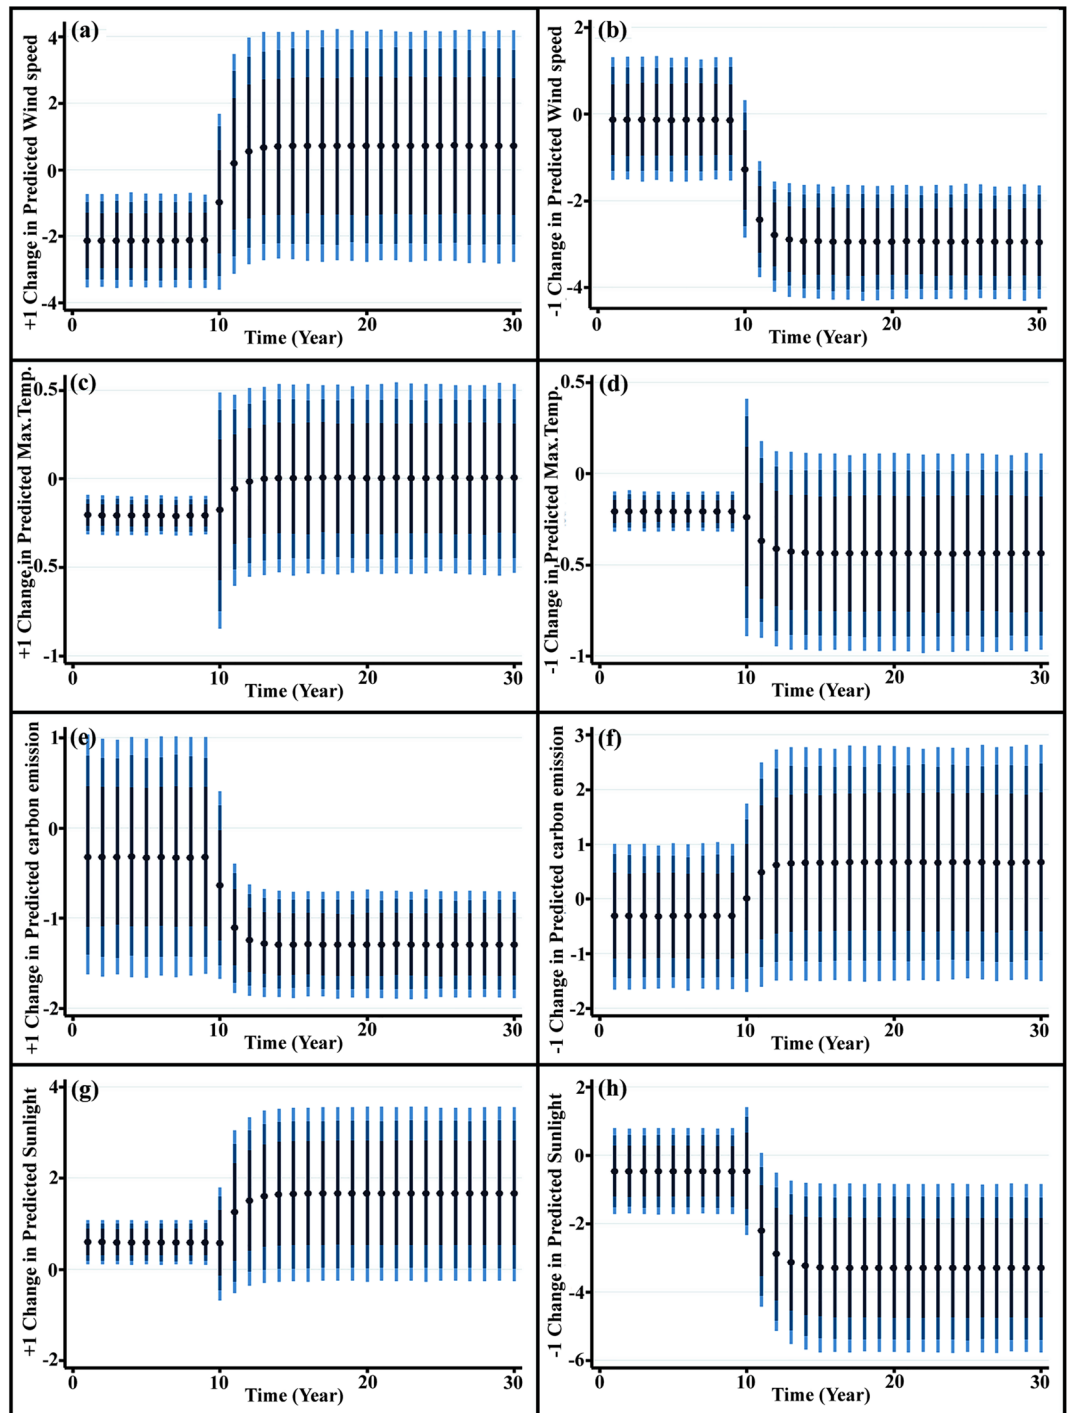 (a)
+1 Change in Predicted Wind speed
4
2
0
-2
-4
0 10 20 30
Time (Year)
(b)
-1 Change in Predicted Wind speed
2
0
-2
-4
0 10 20 30
Time (Year)
(c)
+1 Change in Predicted Max.Temp.
0.5
0
-0.5
-1
0 10 20 30
Time (Year)
(d)
-1 Change in Predicted Max.Temp.
0.5
0
-0.5
-1
0 10 20 30
Time (Year)
(e)
+1 Change in Predicted carbon emission
1
0
-1
-2
0 10 20 30
Time (Year)
(f)
-1 Change in Predicted carbon emission
3
2
1
0
-1
-2
0 10 20 30
Time (Year)
(g)
+1 Change in Predicted Sunlight
4
2
0
-2
0 10 20 30
Time (Year)
(h)
-1 Change in Predicted Sunlight
2
0
-2
-4
-6
0 10 20 30
Time (Year)